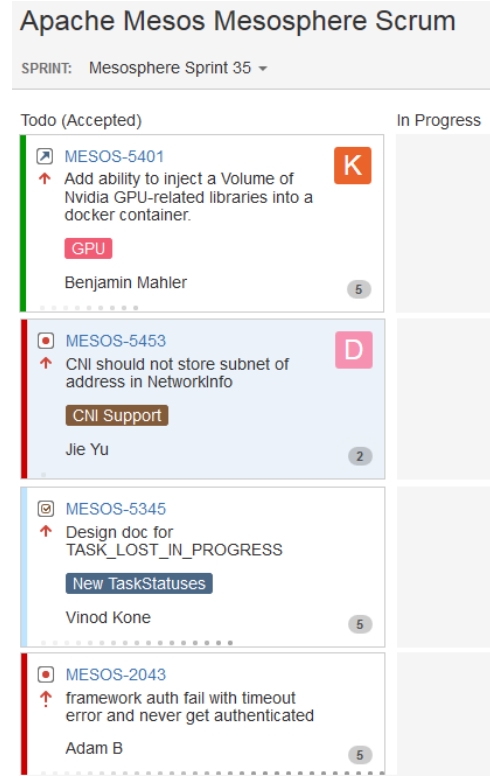 Apache Mesos Mesosphere Scrum
SPRINT: Mesosphere Sprint 35
Todo (Accepted)
In Progress
MESOS-5401
K
Add ability to inject a Volume of
Nvidia GPU-related libraries into a
docker container.
GPU
Benjamin Mahler
5
MESOS-5453
D
CNI should not store subnet of
address in NetworkInfo
CNI Support
Jie Yu
2
MESOS-5345
Design doc for
TASK_LOST_IN_PROGRESS
New TaskStatuses
Vinod Kone
5
MESOS-2043
framework auth fail with timeout
error and never get authenticated
Adam B
5